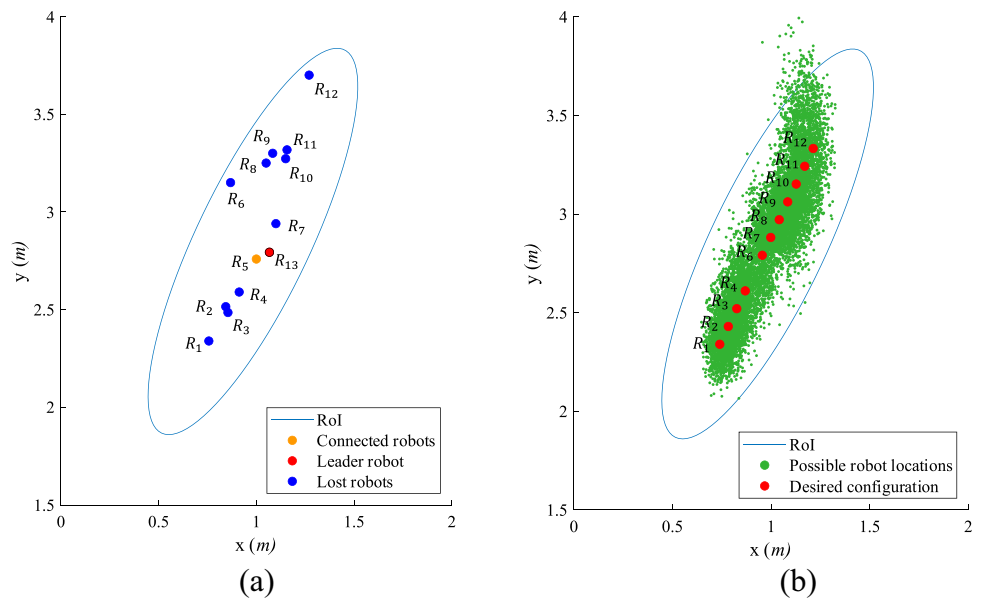 4
3.5
3
2.5
2
1.5
0
0.5
1
1.5
2
y (m)
x (m)
R12
R9
R11
R8
R10
R6
R7
R5
R13
R2
R4
R3
R1
RoI
Connected robots
Leader robot
Lost robots
(a)
4
3.5
3
2.5
2
1.5
0
0.5
1
1.5
2
y (m)
x (m)
R12
R11
R10
R9
R8
R7
R6
R4
R3
R2
R1
RoI
Possible robot locations
Desired configuration
(b)